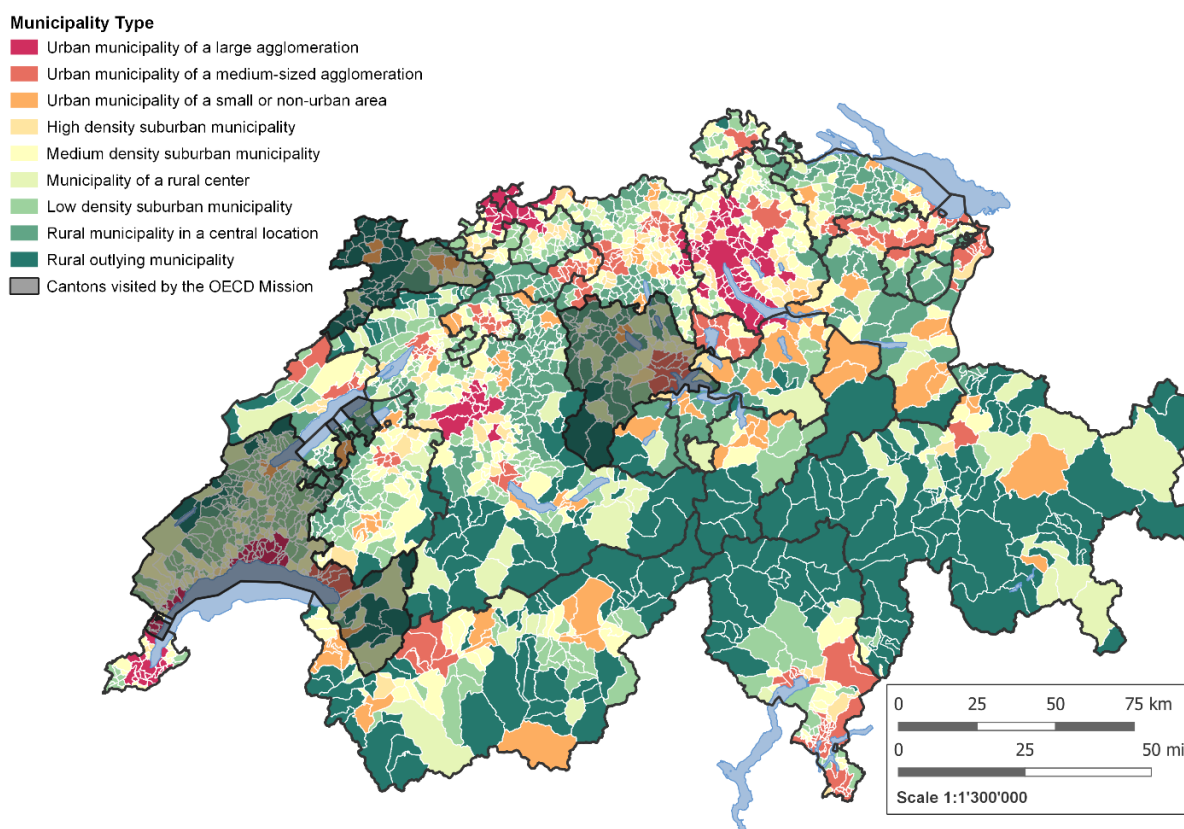 Municipality Type
Urban municipality of a large agglomeration
Urban municipality of a medium-sized agglomeration
Urban municipality of a small or non-urban area
High density suburban municipality
Medium density suburban municipality
Municipality of a rural center
Low density suburban municipality
Rural municipality in a central location
Rural outlying municipality
Cantons visited by the OECD Mission
0 25 50 75 km
0 25 50 mi
Scale 1:1'300'000